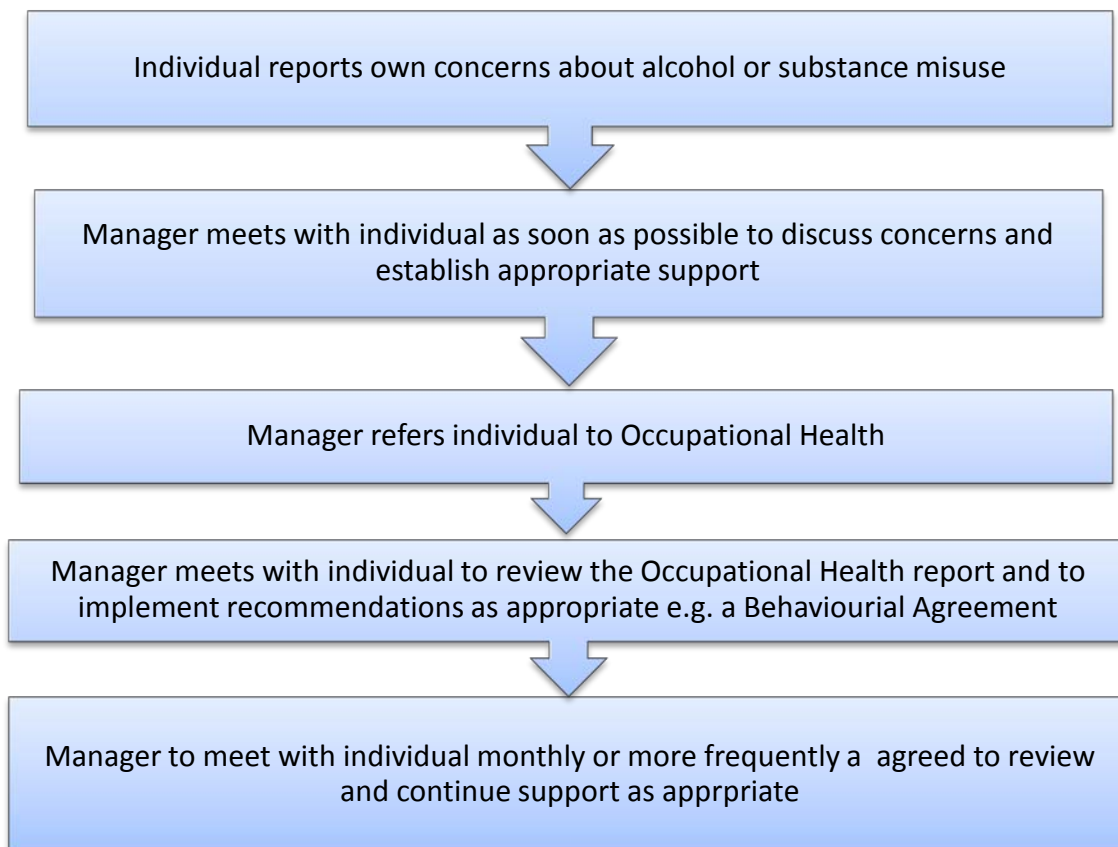 Individual reports own concerns about alcohol or substance misuse
Manager meets with individual as soon as possible to discuss concerns and
establish appropriate support
Manager refers individual to Occupational Health
Manager meets with individual to review the Occupational Health report and to
implement recommendations as appropriate e.g. a Behaviourial Agreement
Manager to meet with individual monthly or more frequently a  agreed to review
and continue support as apprpriate